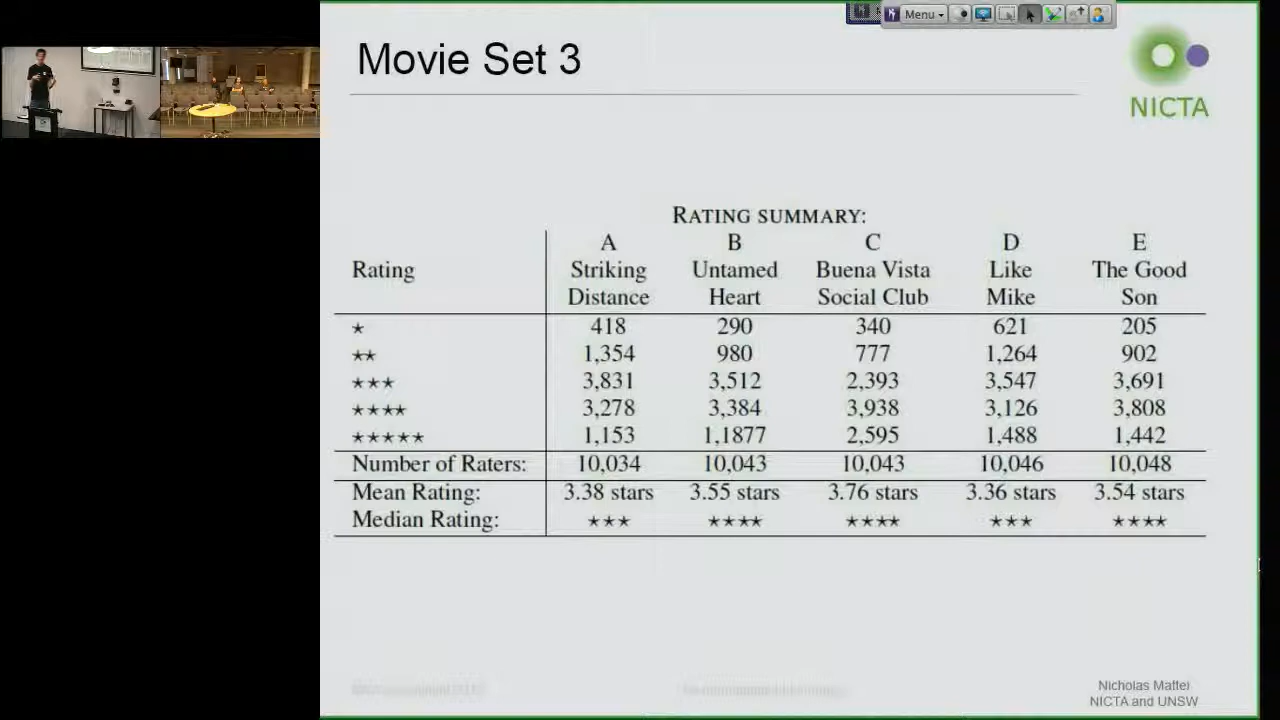 Menu
Movie Set 3
NICTA
RATING SUMMARY:
A B C D E
Rating Striking Untamed Buena Vista Like The Good
Distance Heart Social Club Mike Son
★ 418 290 340 621 205
★★ 1,354 980 777 1,264 902
★★★ 3,831 3,512 2,393 3,547 3,691
★★★★ 3,278 3,384 3,938 3,126 3,808
★★★★★ 1,153 1,1877 2,595 1,488 1,442
Number of Raters: 10,034 10,043 10,043 10,046 10,048
Mean Rating: 3.38 stars 3.55 stars 3.76 stars 3.36 stars 3.54 stars
Median Rating: ★★★ ★★★★ ★★★★ ★★★ ★★★★
Nicholas Mattei
NICTA and UNSW